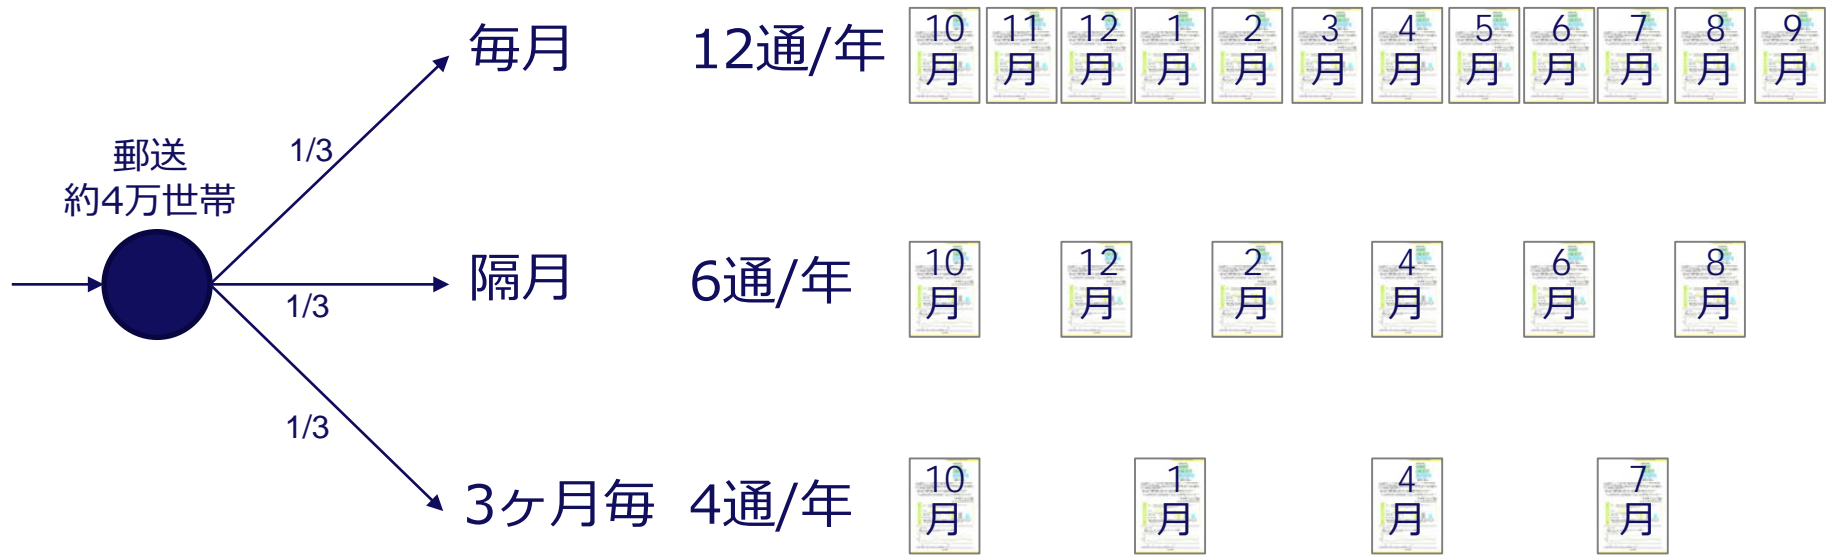 毎月 12通/年 10月 11月 12月 1月 2月 3月 4月 5月 6月 7月 8月 9月
1/3
郵送
約4万世帯
隔月 6通/年 10月 12月 2月 4月 6月 8月
1/3
1/3
3ヶ月毎 4通/年 10月 1月 4月 7月